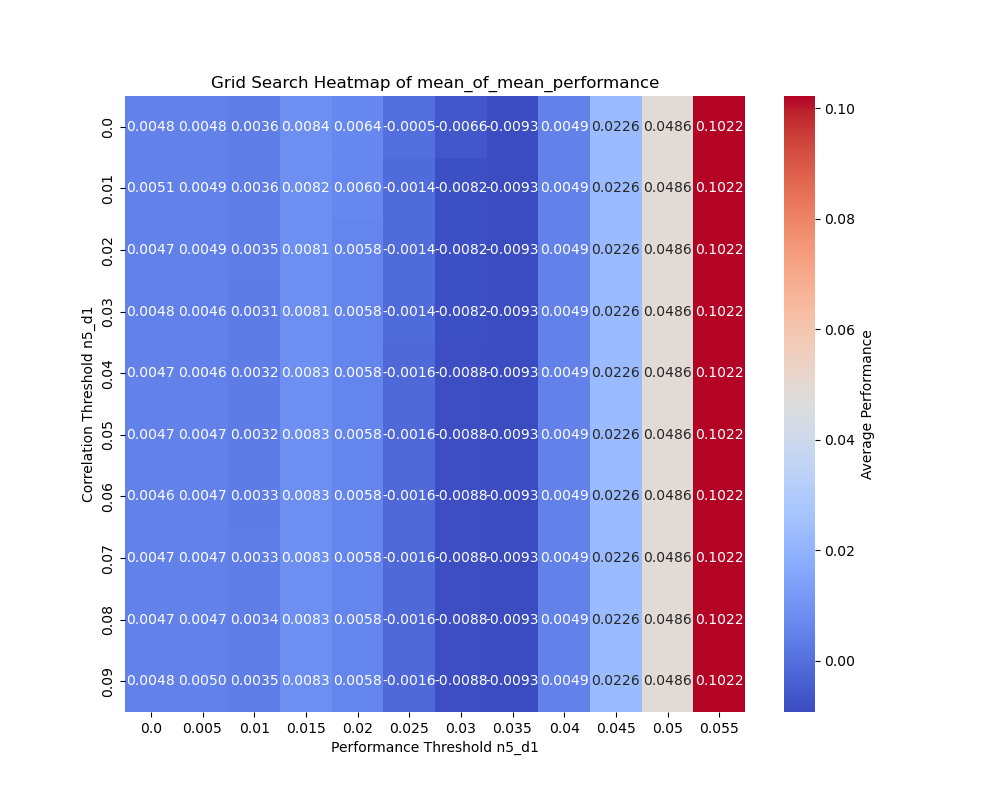 Grid Search Heatmap of mean_of_mean_performance
0.0 0.0048 0.0048 0.0036 0.0084 0.0064 -0.0005 -0.0066 -0.0093 0.0049 0.0226 0.0486 0.1022
0.01 0.0051 0.0049 0.0036 0.0082 0.0060 -0.0014 -0.0082 -0.0093 0.0049 0.0226 0.0486 0.1022
0.02 0.0047 0.0049 0.0035 0.0081 0.0058 -0.0014 -0.0082 -0.0093 0.0049 0.0226 0.0486 0.1022
0.03 0.0048 0.0046 0.0031 0.0081 0.0058 -0.0014 -0.0082 -0.0093 0.0049 0.0226 0.0486 0.1022
0.04 0.0047 0.0046 0.0032 0.0083 0.0058 -0.0016 -0.0088 -0.0093 0.0049 0.0226 0.0486 0.1022
0.05 0.0047 0.0047 0.0032 0.0083 0.0058 -0.0016 -0.0088 -0.0093 0.0049 0.0226 0.0486 0.1022
0.06 0.0046 0.0047 0.0033 0.0083 0.0058 -0.0016 -0.0088 -0.0093 0.0049 0.0226 0.0486 0.1022
0.07 0.0047 0.0047 0.0033 0.0083 0.0058 -0.0016 -0.0088 -0.0093 0.0049 0.0226 0.0486 0.1022
0.08 0.0047 0.0047 0.0034 0.0083 0.0058 -0.0016 -0.0088 -0.0093 0.0049 0.0226 0.0486 0.1022
0.09 0.0048 0.0050 0.0035 0.0083 0.0058 -0.0016 -0.0088 -0.0093 0.0049 0.0226 0.0486 0.1022
0.0 0.005 0.01 0.015 0.02 0.025 0.03 0.035 0.04 0.045 0.05 0.055
Performance Threshold n5_d1
Correlation Threshold n5_d1
0.10
0.08
0.06
0.04
0.02
0.00
Average Performance